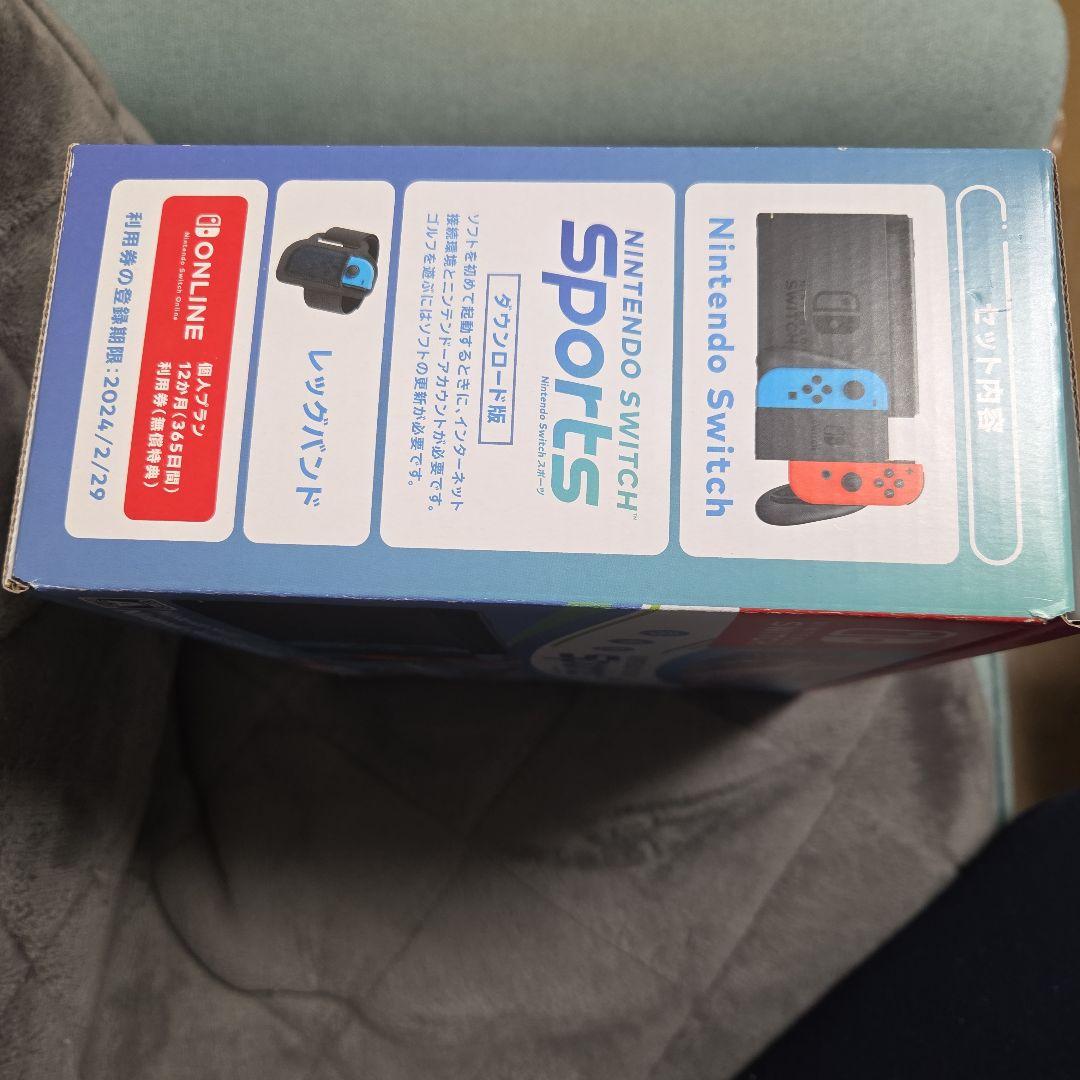 セット内容
Nintendo Switch
NINTENDO SWITCH™
Sports
Nintendo Switch スポーツ
ダウンロード版
ソフトを初めて起動するときに、インターネット
接続環境とニンテンドーアカウントが必要です。
ゴルフを遊ぶにはソフトの更新が必要です。
レッグバンド
ONLINE
Nintendo Switch Online
個人プラン
12か月(365日間)
利用券(無償特典)
利用券の登録期限:2024/2/29